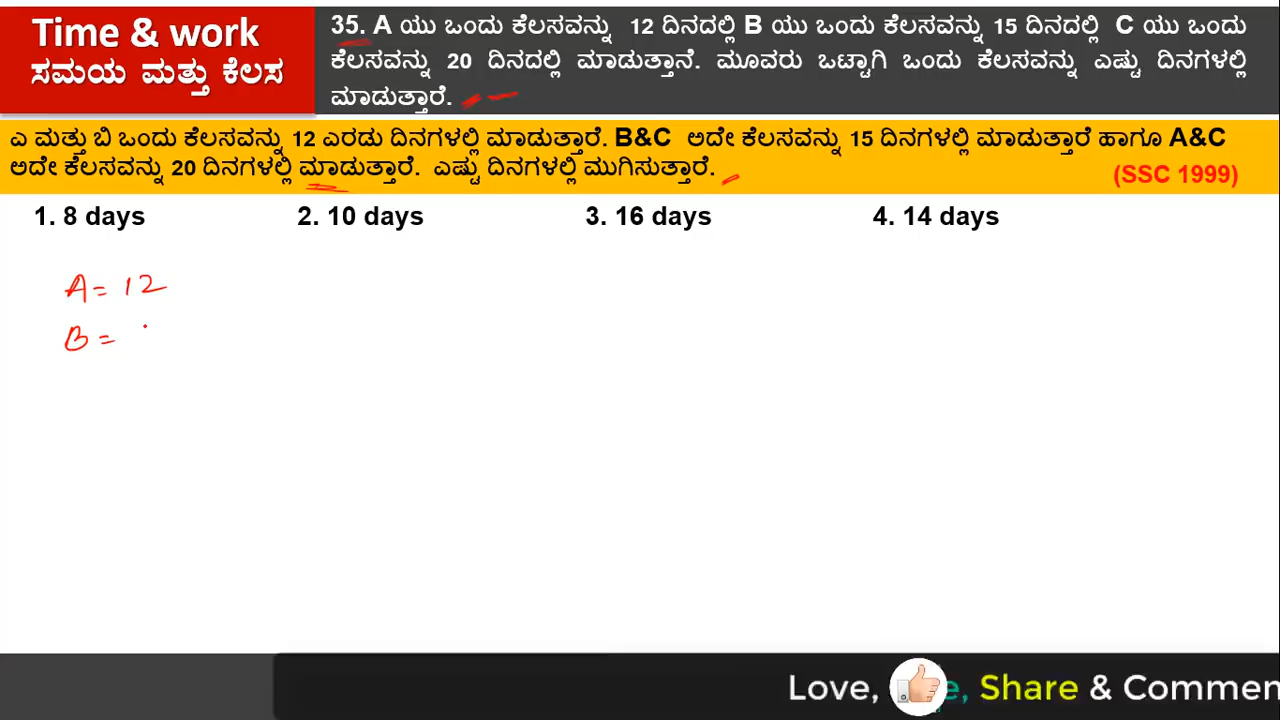 Time & work
ಸಮಯ ಮತ್ತು ಕೆಲಸ
35. A ಯು ಒಂದು ಕೆಲಸವನ್ನು 12 ದಿನದಲ್ಲಿ B ಯು ಒಂದು ಕೆಲಸವನ್ನು 15 ದಿನದಲ್ಲಿ C ಯು ಒಂದು
ಕೆಲಸವನ್ನು 20 ದಿನದಲ್ಲಿ ಮಾಡುತ್ತಾನೆ. ಮೂವರು ಒಟ್ಟಾಗಿ ಒಂದು ಕೆಲಸವನ್ನು ಎಷ್ಟು ದಿನಗಳಲ್ಲಿ
ಮಾಡುತ್ತಾರೆ.
ಎ ಮತ್ತು ಬಿ ಒಂದು ಕೆಲಸವನ್ನು 12 ಎರಡು ದಿನಗಳಲ್ಲಿ ಮಾಡುತ್ತಾರೆ. B&C ಅದೇ ಕೆಲಸವನ್ನು 15 ದಿನಗಳಲ್ಲಿ ಮಾಡುತ್ತಾರೆ ಹಾಗೂ A&C
ಅದೇ ಕೆಲಸವನ್ನು 20 ದಿನಗಳಲ್ಲಿ ಮಾಡುತ್ತಾರೆ. ಎಷ್ಟು ದಿನಗಳಲ್ಲಿ ಮುಗಿಸುತ್ತಾರೆ.
(SSC 1999)
1. 8 days 2. 10 days 3. 16 days 4. 14 days
A = 12
B =
Love, Share & Commen